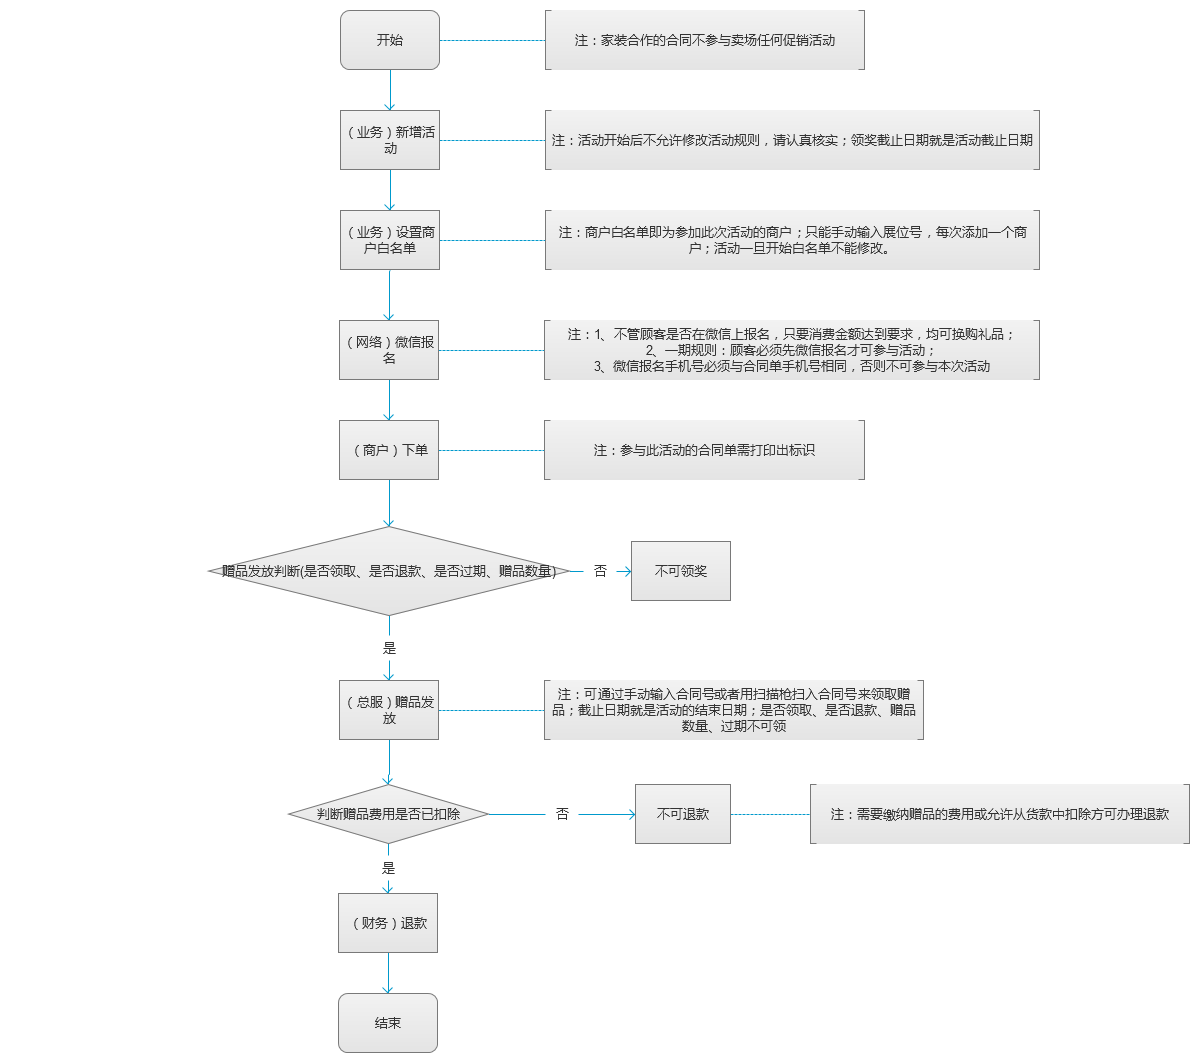 开始
注：家装合作的合同不参与卖场任何促销活动
（业务）新增活
动
注：活动开始后不允许修改活动规则，请认真核实；领奖截止日期就是活动截止日期
（业务）设置商
户白名单
注：商户白名单即为参加此次活动的商户；只能手动输入展位号，每次添加一个商
户；活动一旦开始白名单不能修改。
（网络）微信报
名
注：1、不管顾客是否在微信上报名，只要消费金额达到要求，均可换购礼品；
2、一期规则：顾客必须先微信报名才可参与活动；
3、微信报名手机号必须与合同单手机号相同，否则不可参与本次活动
（商户）下单
注：参与此活动的合同单需打印出标识
赠品发放判断(是否领取、是否退款、是否过期、赠品数量)
否
不可领奖
是
（总服）赠品发
放
注：可通过手动输入合同号或者用扫描枪扫入合同号来领取赠
品；截止日期就是活动的结束日期；是否领取、是否退款、赠品
数量、过期不可领
判断赠品费用是否已扣除
否
不可退款
注：需要缴纳赠品的费用或允许从货款中扣除方可办理退款
是
（财务）退款
结束